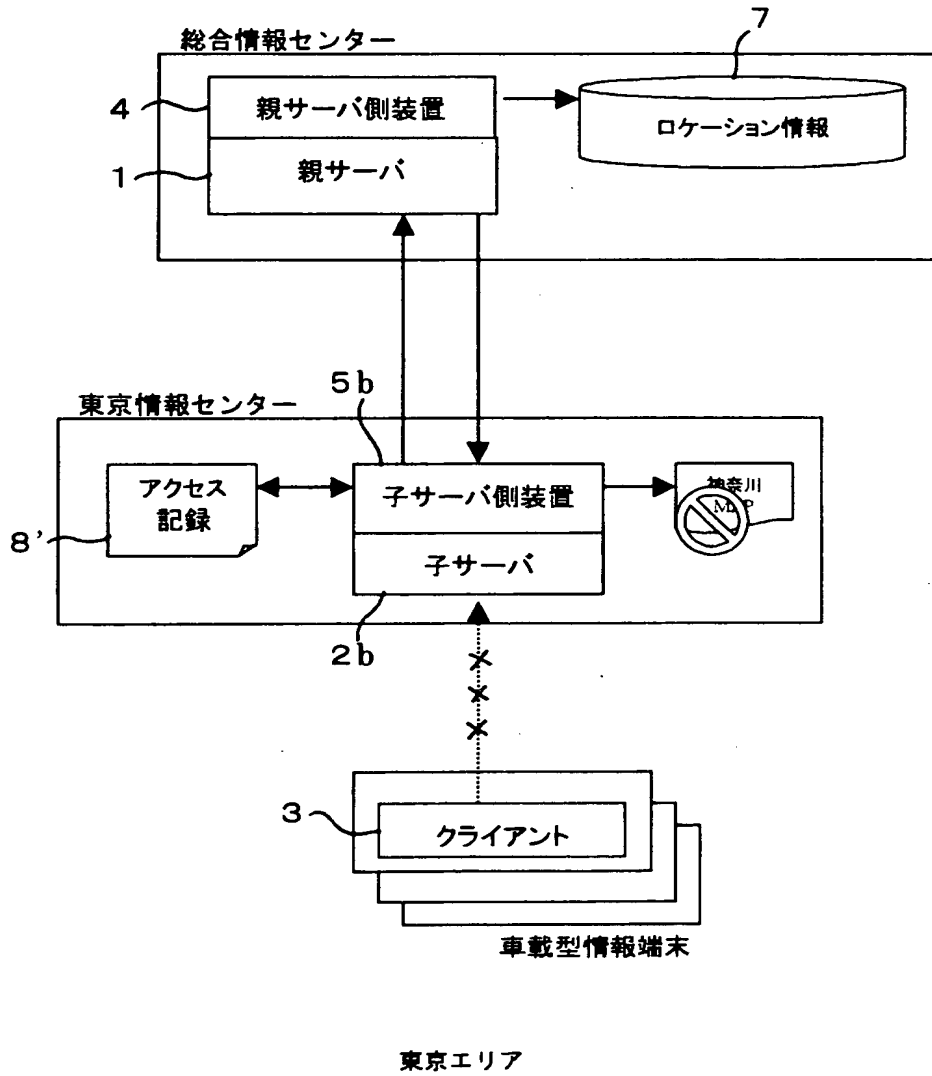 7
総合情報センター
4
親サーバ側装置
ロケーション情報
1
親サーバ
5b
東京情報センター
アクセス
記録
子サーバ側装置
神奈川
8'
子サーバ
2b
3
クライアント
車載型情報端末
東京エリア